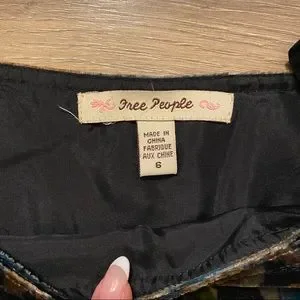 Free People
MADE IN
CHINA
FABRIQUE
AUX CHINE
6